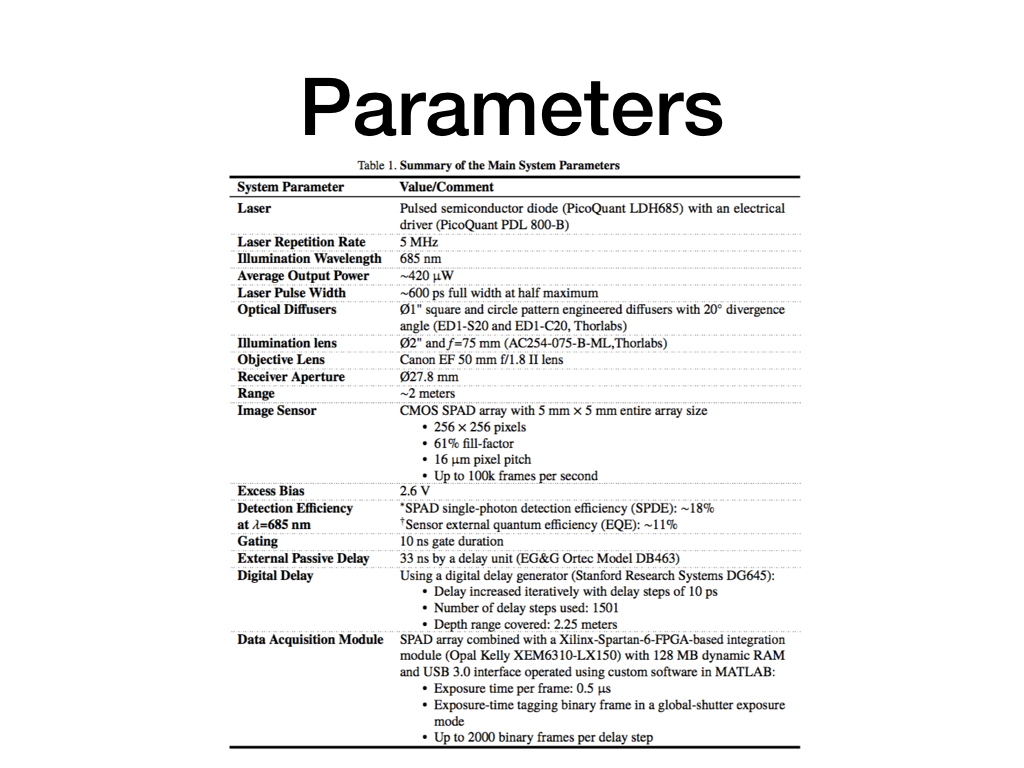 Parameters
Table 1. Summary of the Main System Parameters
System Parameter Value/Comment
Laser Pulsed semiconductor diode (PicoQuant LDH685) with an electrical
driver (PicoQuant PDL 800-B)
Laser Repetition Rate 5 MHz
Illumination Wavelength 685 nm
Average Output Power ~420 μW
Laser Pulse Width ~600 ps full width at half maximum
Optical Diffusers Ø1" square and circle pattern engineered diffusers with 20° divergence
angle (ED1-S20 and ED1-C20, Thorlabs)
Illumination lens Ø2" and f=75 mm (AC254-075-B-ML,Thorlabs)
Objective Lens Canon EF 50 mm f/1.8 II lens
Receiver Aperture Ø27.8 mm
Range ~2 meters
Image Sensor CMOS SPAD array with 5 mm × 5 mm entire array size
• 256 × 256 pixels
• 61% fill-factor
• 16 μm pixel pitch
• Up to 100k frames per second
Excess Bias 2.6 V
Detection Efficiency *SPAD single-photon detection efficiency (SPDE): ~18%
at λ=685 nm †Sensor external quantum efficiency (EQE): ~11%
Gating 10 ns gate duration
External Passive Delay 33 ns by a delay unit (EG&G Ortec Model DB463)
Digital Delay Using a digital delay generator (Stanford Research Systems DG645):
• Delay increased iteratively with delay steps of 10 ps
• Number of delay steps used: 1501
• Depth range covered: 2.25 meters
Data Acquisition Module SPAD array combined with a Xilinx-Spartan-6-FPGA-based integration
module (Opal Kelly XEM6310-LX150) with 128 MB dynamic RAM
and USB 3.0 interface operated using custom software in MATLAB:
• Exposure time per frame: 0.5 μs
• Exposure-time tagging binary frame in a global-shutter exposure
mode
• Up to 2000 binary frames per delay step